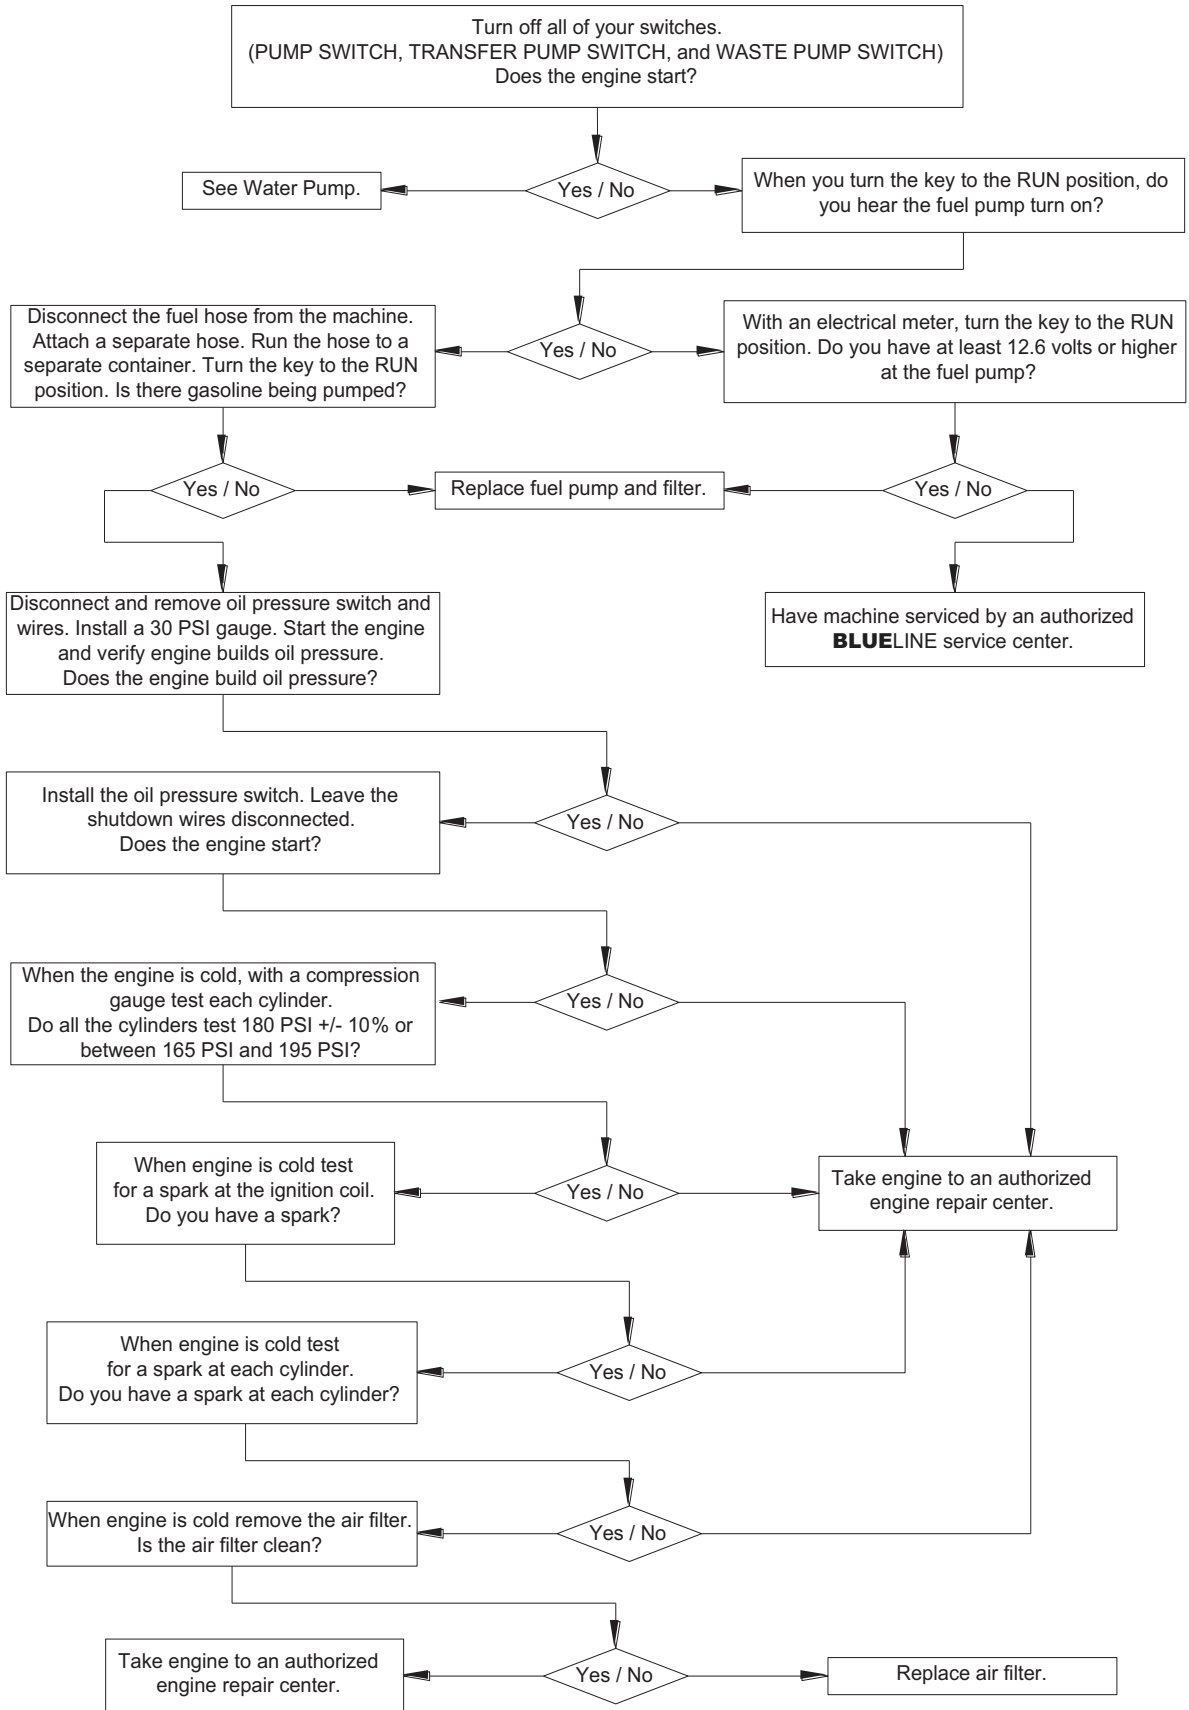 Turn off all of your switches.
(PUMP SWITCH, TRANSFER PUMP SWITCH, and WASTE PUMP SWITCH)
Does the engine start?
See Water Pump.
Yes / No
When you turn the key to the RUN position, do
you hear the fuel pump turn on?
Disconnect the fuel hose from the machine.
Attach a separate hose. Run the hose to a
separate container. Turn the key to the RUN
position. Is there gasoline being pumped?
Yes / No
With an electrical meter, turn the key to the RUN
position. Do you have at least 12.6 volts or higher
at the fuel pump?
Yes / No
Replace fuel pump and filter.
Yes / No
Disconnect and remove oil pressure switch and
wires. Install a 30 PSI gauge. Start the engine
and verify engine builds oil pressure.
Does the engine build oil pressure?
Have machine serviced by an authorized
BLUELINE service center.
Install the oil pressure switch. Leave the
shutdown wires disconnected.
Does the engine start?
Yes / No
When the engine is cold, with a compression
gauge test each cylinder.
Do all the cylinders test 180 PSI +/- 10% or
between 165 PSI and 195 PSI?
Yes / No
When engine is cold test
for a spark at the ignition coil.
Do you have a spark?
Yes / No
Take engine to an authorized
engine repair center.
When engine is cold test
for a spark at each cylinder.
Do you have a spark at each cylinder?
Yes / No
When engine is cold remove the air filter.
Is the air filter clean?
Yes / No
Take engine to an authorized
engine repair center.
Yes / No
Replace air filter.